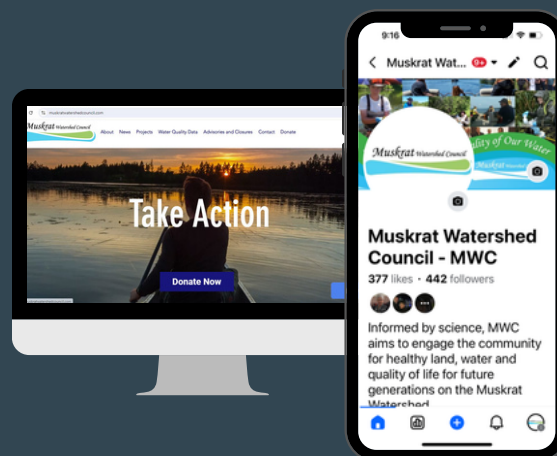 muskratwatershedcouncil.com
Muskrat Watershed Council
About News Projects Water Quality Data Advisories and Closures Contact Donate
Take Action
Donate Now
9:16
Muskrat Wat... 9+
ality of Our Water
Muskrat Watershed Council
Muskrat Watershed
Muskrat Watershed
Council - MWC
377 likes • 442 followers
Informed by science, MWC
aims to engage the community
for healthy land, water and
quality of life for future
generations on the Muskrat
Watershed